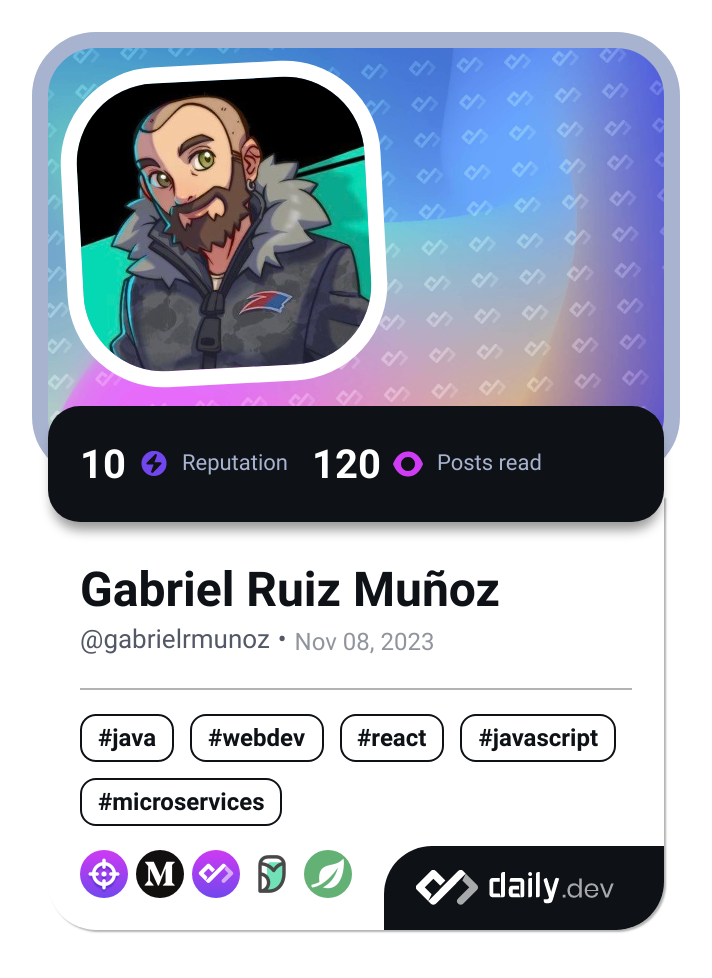 10 Reputation 120 Posts read
Gabriel Ruiz Muñoz
@gabrielrmunoz • Nov 08, 2023
#java #webdev #react #javascript
#microservices
M daily.dev